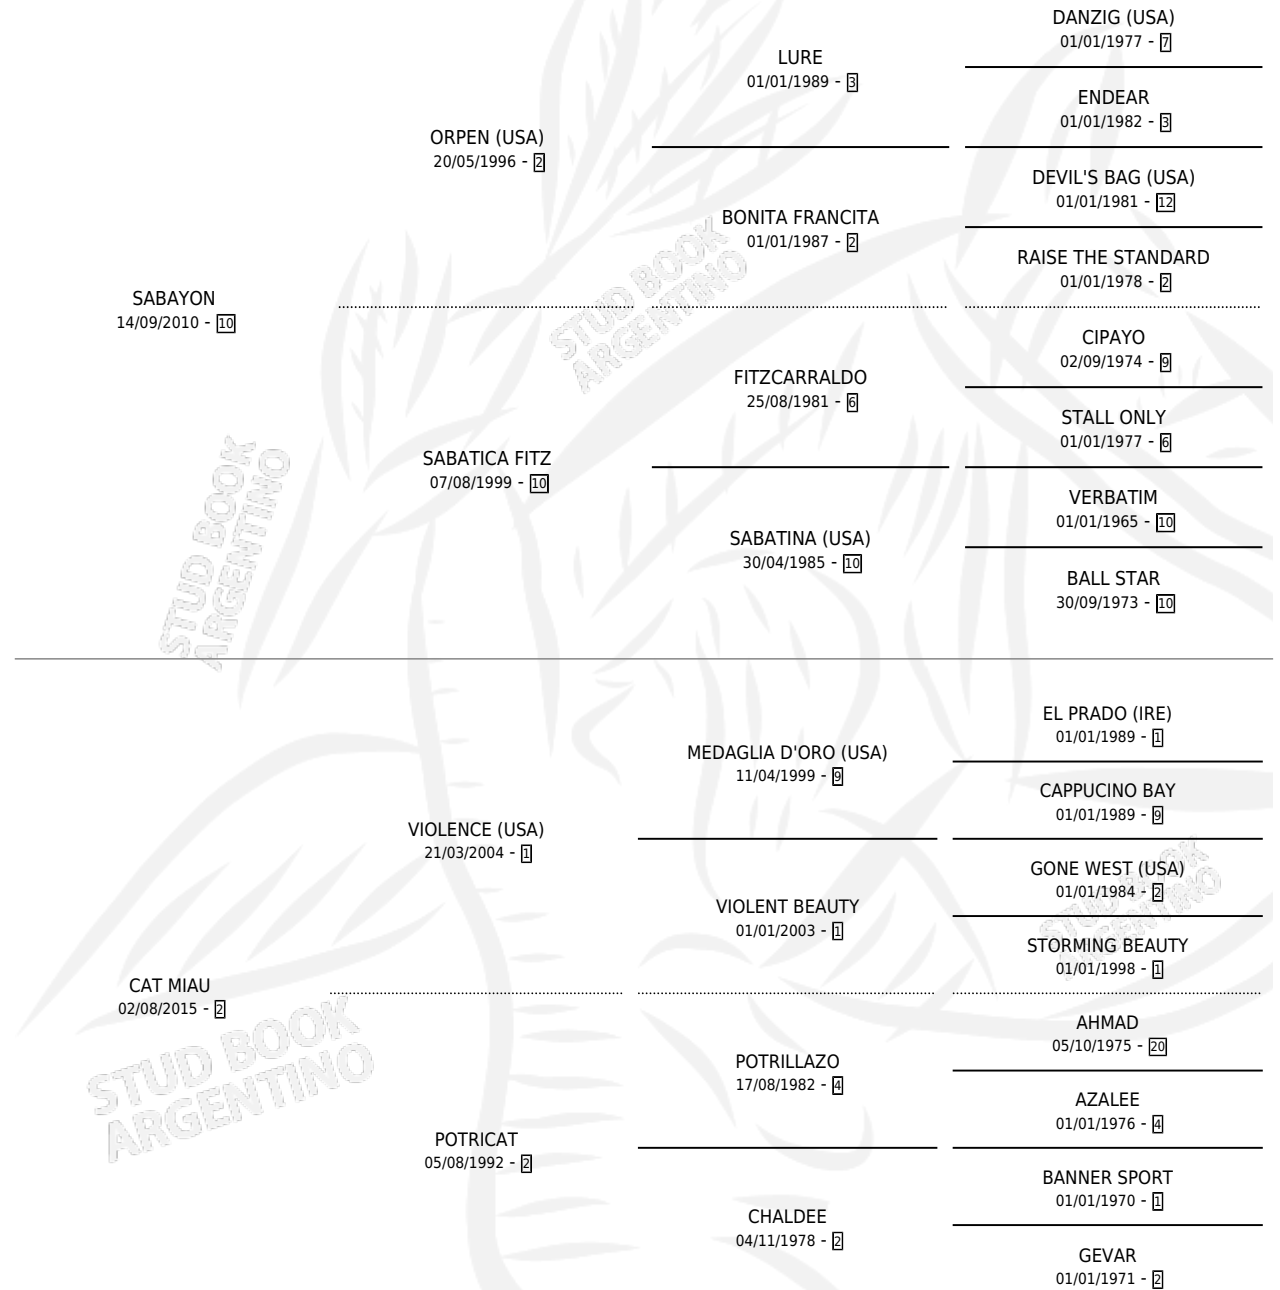 DANZIG (USA)
01/01/1977 - 7
LURE
01/01/1989 - 3
ENDEAR
01/01/1982 - 3
ORPEN (USA)
20/05/1996 - 2
DEVIL'S BAG (USA)
01/01/1981 - 12
BONITA FRANCITA
01/01/1987 - 2
RAISE THE STANDARD
01/01/1978 - 2
SABAYON
14/09/2010 - 10
CIPAYO
02/09/1974 - 9
FITZCARRALDO
25/08/1981 - 6
STALL ONLY
01/01/1977 - 6
SABATICA FITZ
07/08/1999 - 10
VERBATIM
01/01/1965 - 10
SABATINA (USA)
30/04/1985 - 10
BALL STAR
30/09/1973 - 10
EL PRADO (IRE)
01/01/1989 - 1
MEDAGLIA D'ORO (USA)
11/04/1999 - 9
CAPPUCINO BAY
01/01/1989 - 9
VIOLENCE (USA)
21/03/2004 - 1
GONE WEST (USA)
01/01/1984 - 2
VIOLENT BEAUTY
01/01/2003 - 1
STORMING BEAUTY
01/01/1998 - 1
CAT MIAU
02/08/2015 - 2
AHMAD
05/10/1975 - 20
POTRILLAZO
17/08/1982 - 4
AZALEE
01/01/1976 - 4
POTRICAT
05/08/1992 - 2
BANNER SPORT
01/01/1970 - 1
CHALDEE
04/11/1978 - 2
GEVAR
01/01/1971 - 2
STUD BOOK
ARGENTINO
STUD BOOK
ARGENTINO
STUD BOOK
ARGENTINO
STUD BOOK
ARGENTINO